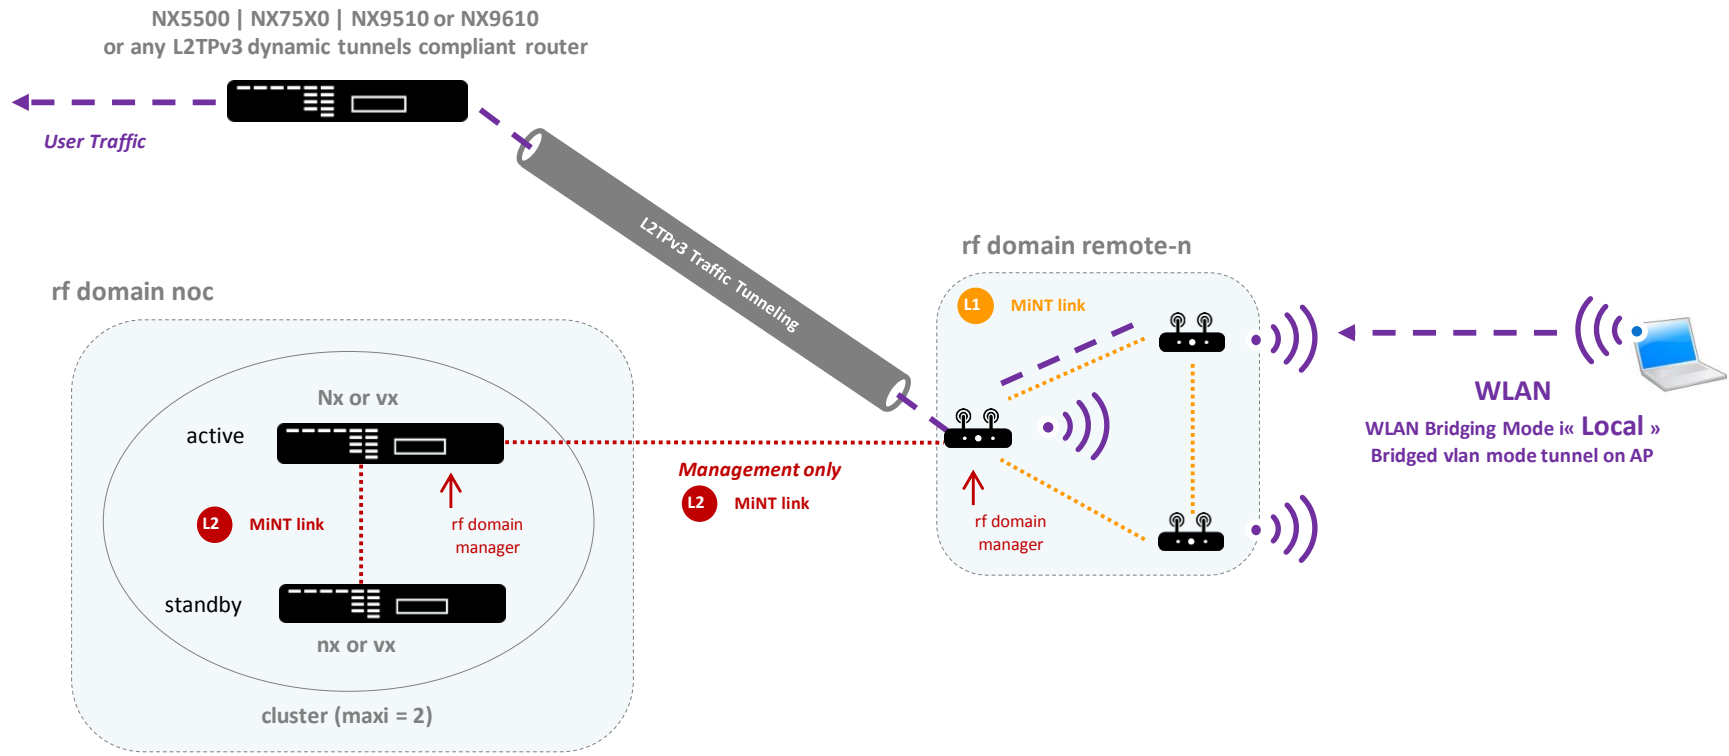 NX5500 | NX75X0 | NX9510 or NX9610
or any L2TPv3 dynamic tunnels compliant router
User Traffic
L2TPv3 Traffic Tunneling
rf domain remote-n
L1 MiNT link
rf domain noc
Nx or vx
active
Management only
L2 MiNT link
L2 MiNT link
rf domain
manager
rf domain
manager
standby
nx or vx
cluster (maxi = 2)
WLAN
WLAN Bridging Mode i« Local »
Bridged vlan mode tunnel on AP